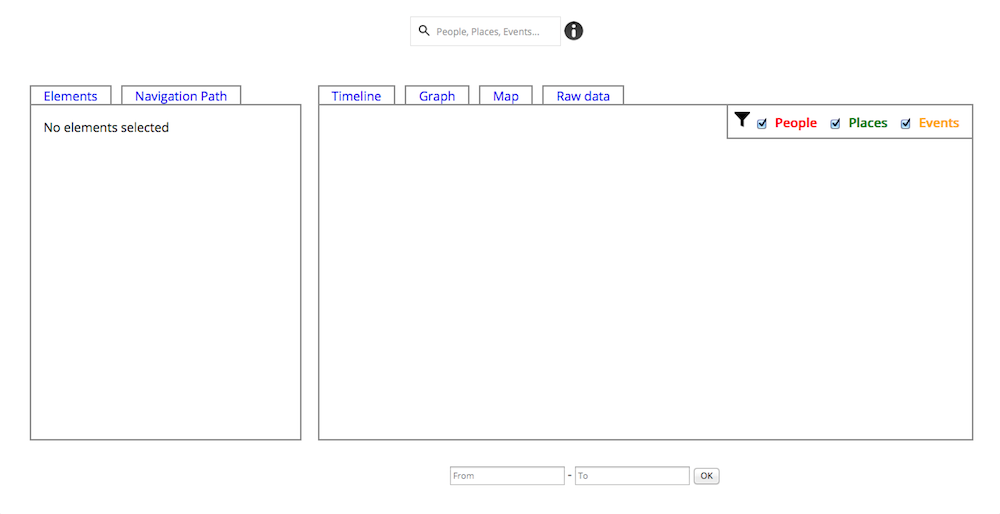 People, Places, Events...
Elements Navigation Path
Timeline Graph Map Raw data
No elements selected
People Places Events
From - To OK